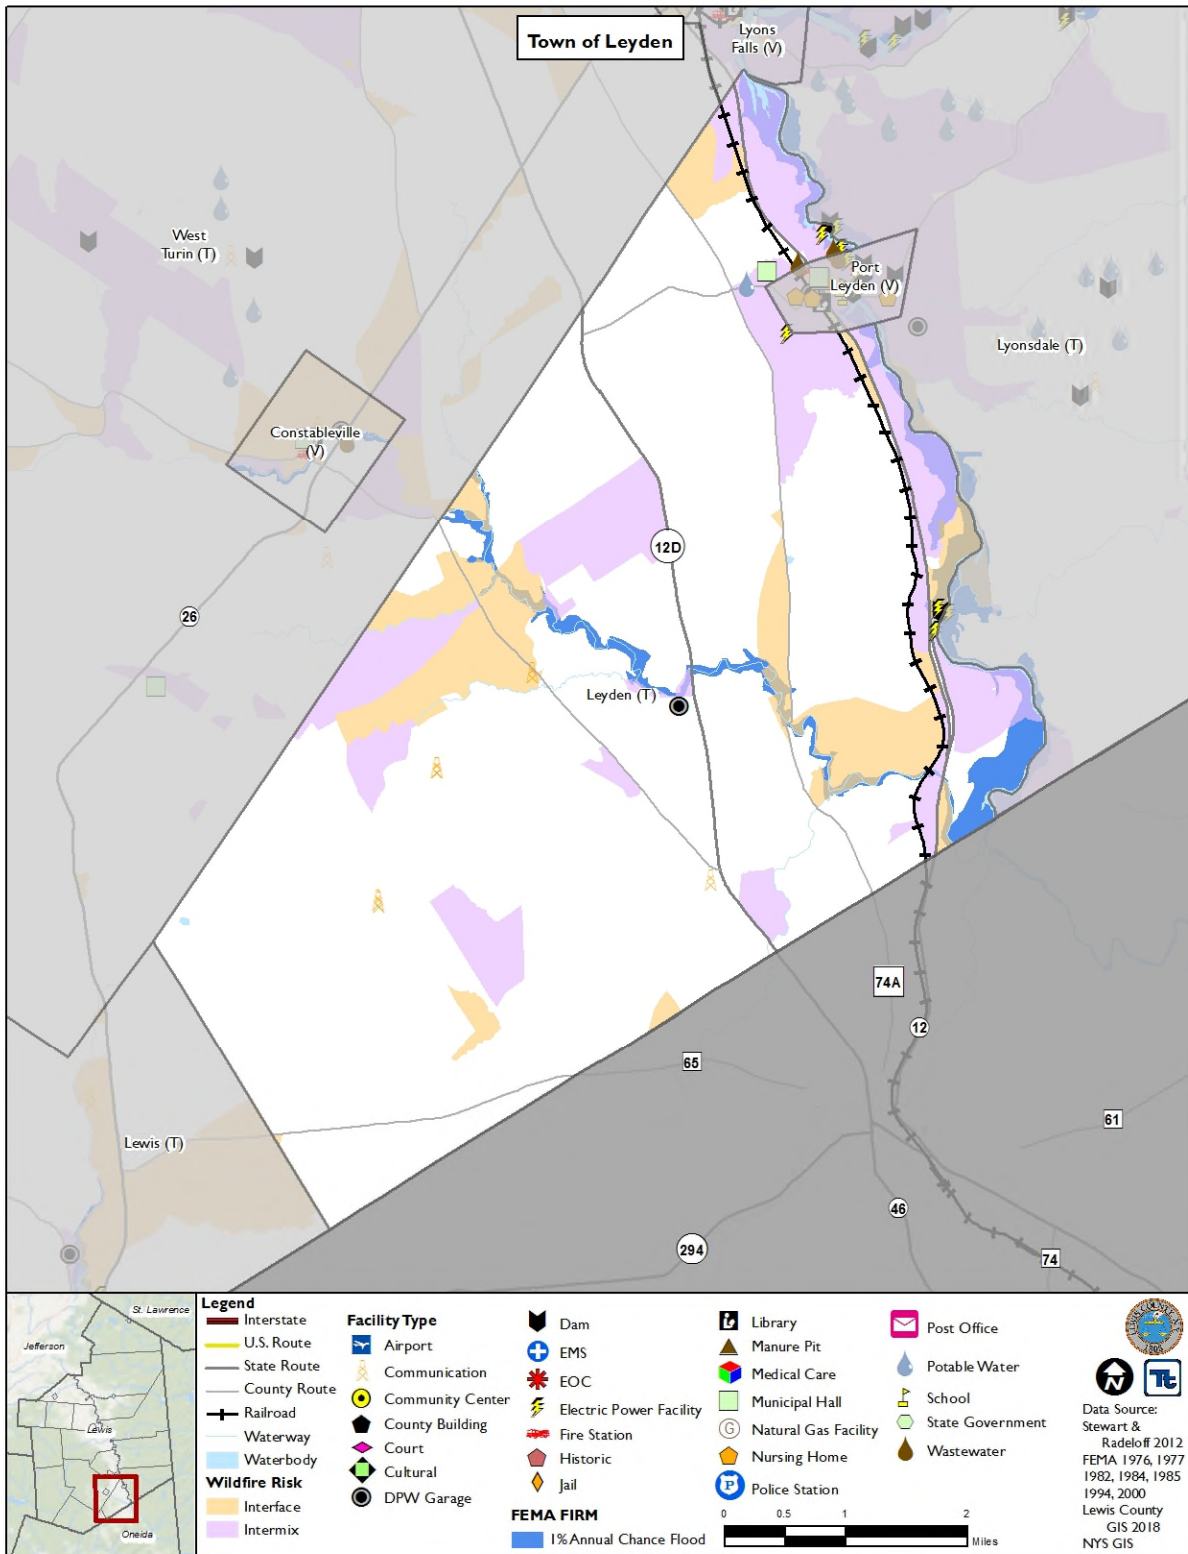 Town of Leyden
Lyons
Falls (V)
West
Turin (T)
Port
Leyden (V)
Lyonsdale (T)
Constableville
(V)
12D
26
Leyden (T)
74A
12
65
61
Lewis (T)
46
294
74
St. Lawrence
Jefferson
Lewis
Oneida
Legend
Interstate
U.S. Route
State Route
County Route
Railroad
Waterway
Waterbody
Wildfire Risk
Interface
Intermix
Facility Type
Airport
Communication
Community Center
County Building
Court
Cultural
DPW Garage
Dam
EMS
EOC
Electric Power Facility
Fire Station
Historic
Jail
FEMA FIRM
1% Annual Chance Flood
Library
Manure Pit
Medical Care
Municipal Hall
G Natural Gas Facility
Nursing Home
P Police Station
0 0.5 1 2
Miles
Post Office
Potable Water
School
State Government
Wastewater
N
Tt
Data Source:
Stewart &
Radeloff 2012
FEMA 1976, 1977
1982, 1984, 1985
1994, 2000
Lewis County
GIS 2018
NYS GIS